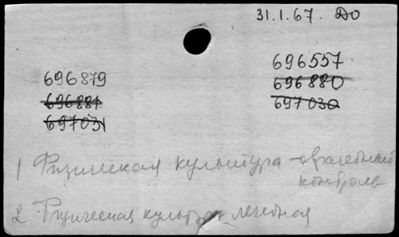 31.1.67. До
696557
696879
696880
696881
697030
697031
1 Физическая культура - врачебный
контроль
2 Физическая культура лечебная